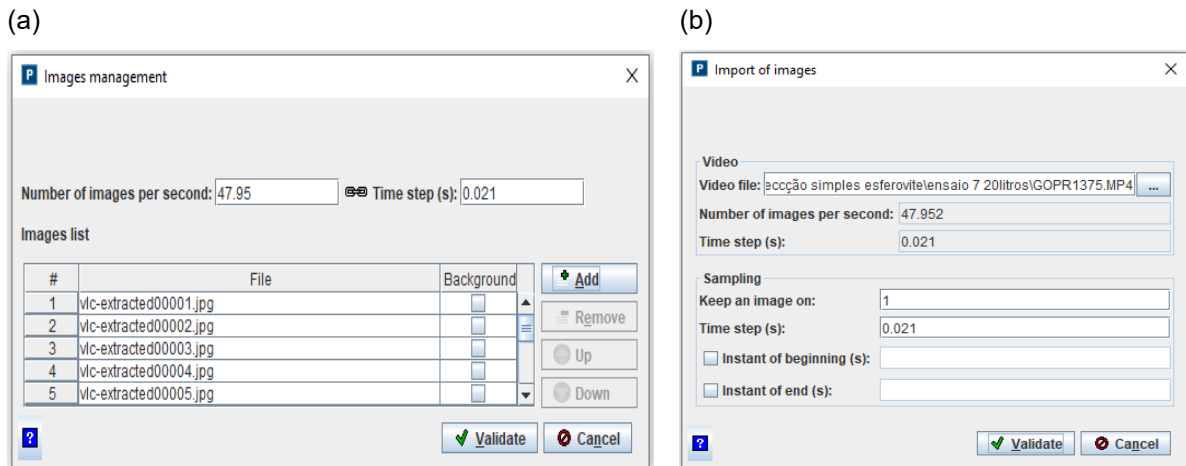 (a)
P Images management X
Number of images per second: 47.95 Time step (s): 0.021
Images list
# File Background
1 vlc-extracted00001.jpg
2 vlc-extracted00002.jpg
3 vlc-extracted00003.jpg
4 vlc-extracted00004.jpg
5 vlc-extracted00005.jpg
Add
Remove
Up
Down
? Validate Cancel
(b)
P Import of images X
Video
Video file: ecção simples esferovite\ensaio 7 20litros\GOPR1375.MP4 ...
Number of images per second: 47.952
Time step (s): 0.021
Sampling
Keep an image on: 1
Time step (s): 0.021
Instant of beginning (s):
Instant of end (s):
? Validate Cancel